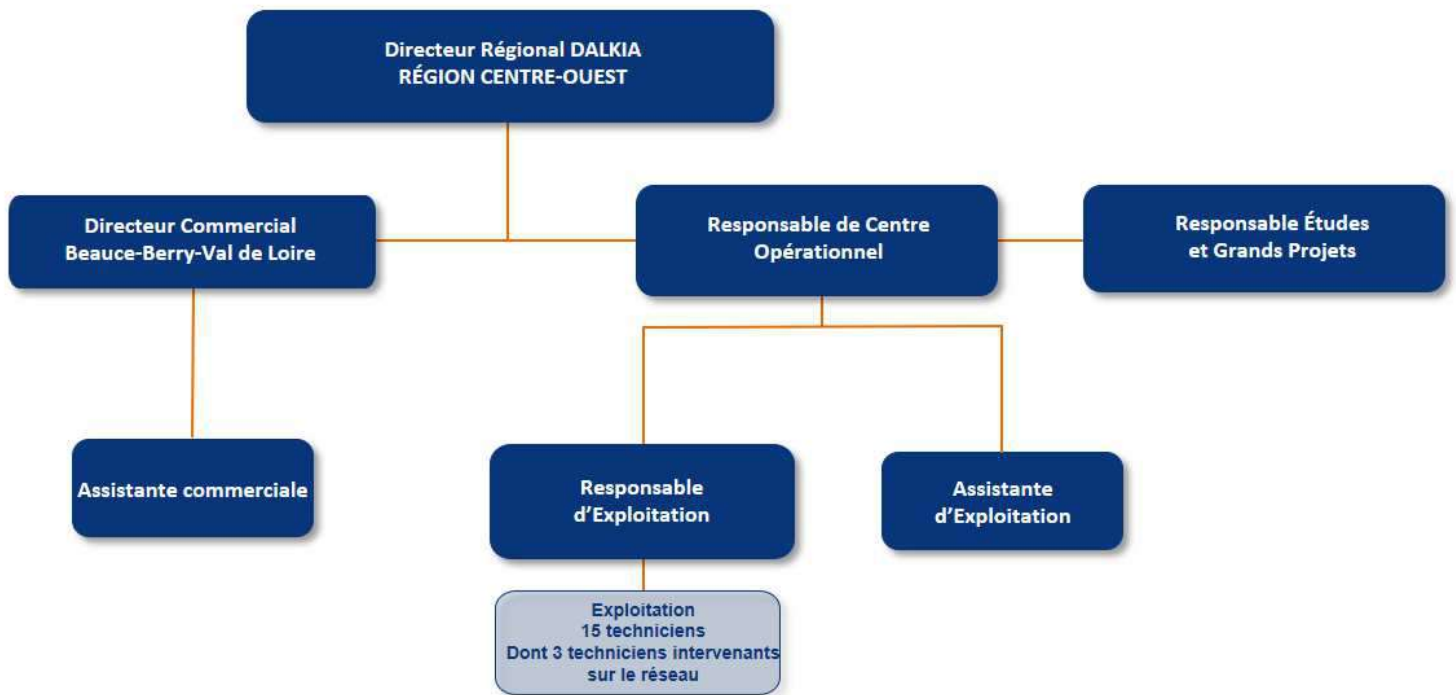 Directeur Régional DALKIA
RÉGION CENTRE-OUEST
Directeur Commercial
Beauce-Berry-Val de Loire
Responsable de Centre
Opérationnel
Responsable Études
et Grands Projets
Assistante commerciale
Responsable
d’Exploitation
Assistante
d’Exploitation
Exploitation
15 techniciens
Dont 3 techniciens intervenants
sur le réseau